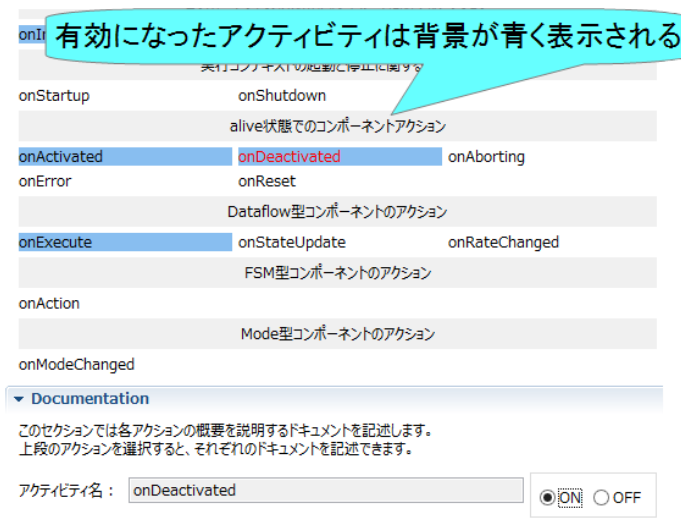 有効になったアクティビティは背景が青く表示される
onStartup onShutdown
alive状態でのコンポーネントアクション
onActivated onDeactivated onAborting
onError onReset
Dataflow型コンポーネントのアクション
onExecute onStateUpdate onRateChanged
FSM型コンポーネントのアクション
onAction
Mode型コンポーネントのアクション
onModeChanged
Documentation
このセクションでは各アクションの概要を説明するドキュメントを記述します。
上段のアクションを選択すると、それぞれのドキュメントを記述できます。
アクティビティ名： onDeactivated ON OFF